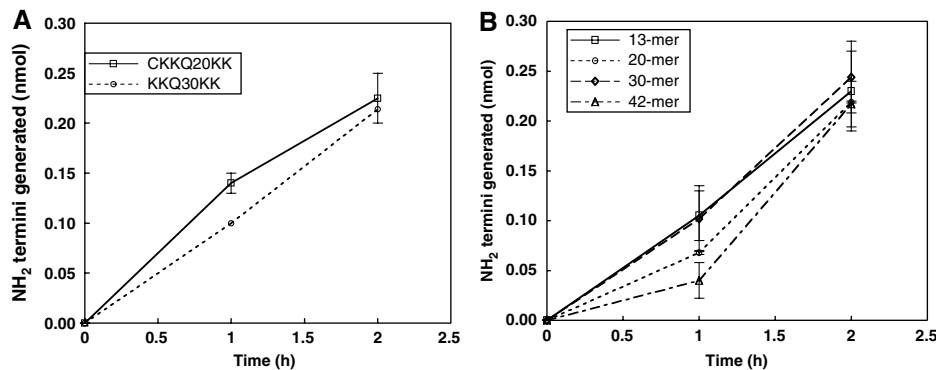 A
NH₂ termini generated (nmol)
0.30
0.25
0.20
0.15
0.10
0.05
0.00
CKKQ20KK
KKQ30KK
0 0.5 1 1.5 2 2.5
Time (h)
B
NH₂ termini generated (nmol)
0.30
0.25
0.20
0.15
0.10
0.05
0.00
13-mer
20-mer
30-mer
42-mer
0 0.5 1 1.5 2 2.5
Time (h)